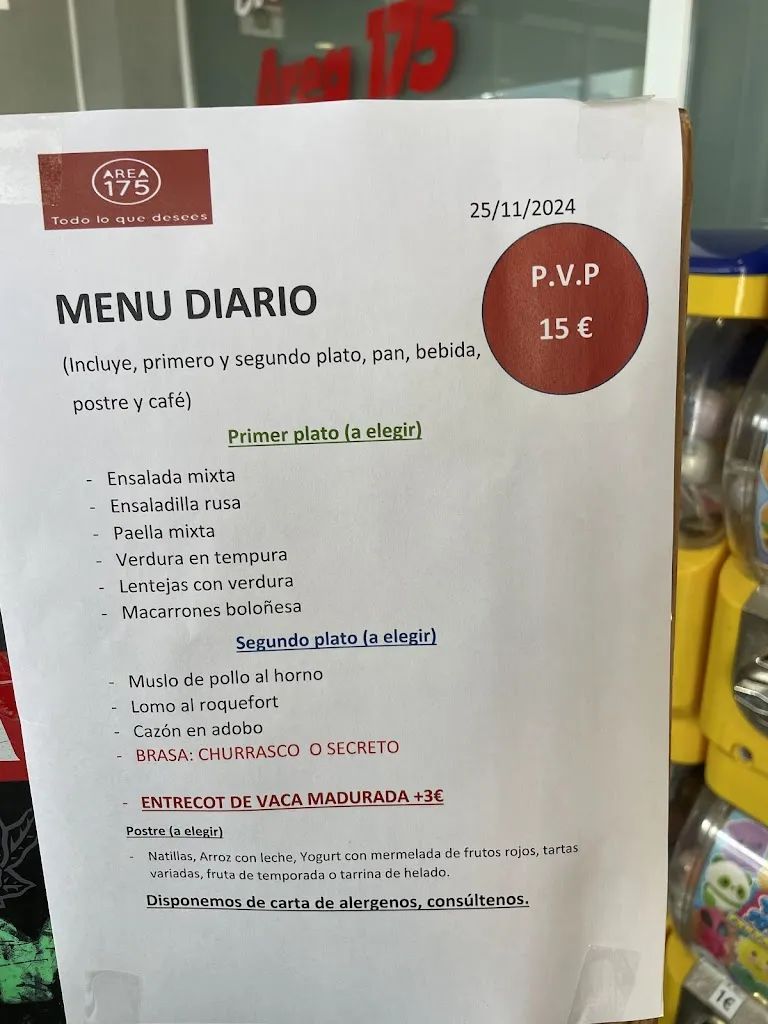 Area 175
AREA
175
Todo lo que desees
25/11/2024
P.V.P
15 €
MENU DIARIO
(Incluye, primero y segundo plato, pan, bebida,
postre y café)
Primer plato (a elegir)
- Ensalada mixta
- Ensaladilla rusa
- Paella mixta
- Verdura en tempura
- Lentejas con verdura
- Macarrones boloñesa
Segundo plato (a elegir)
- Muslo de pollo al horno
- Lomo al roquefort
- Cazón en adobo
- BRASA: CHURRASCO O SECRETO
- ENTRECOT DE VACA MADURADA +3€
Postre (a elegir)
- Natillas, Arroz con leche, Yogurt con mermelada de frutos rojos, tartas
variadas, fruta de temporada o tarrina de helado.
Disponemos de carta de alergenos, consúltenos.
1€